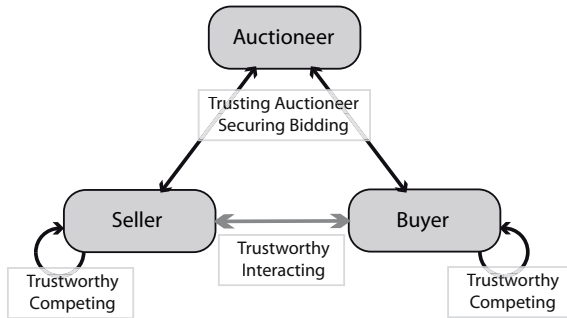 Auctioneer
Trusting Auctioneer
Securing Bidding
Seller
Buyer
Trustworthy
Interacting
Trustworthy
Competing
Trustworthy
Competing